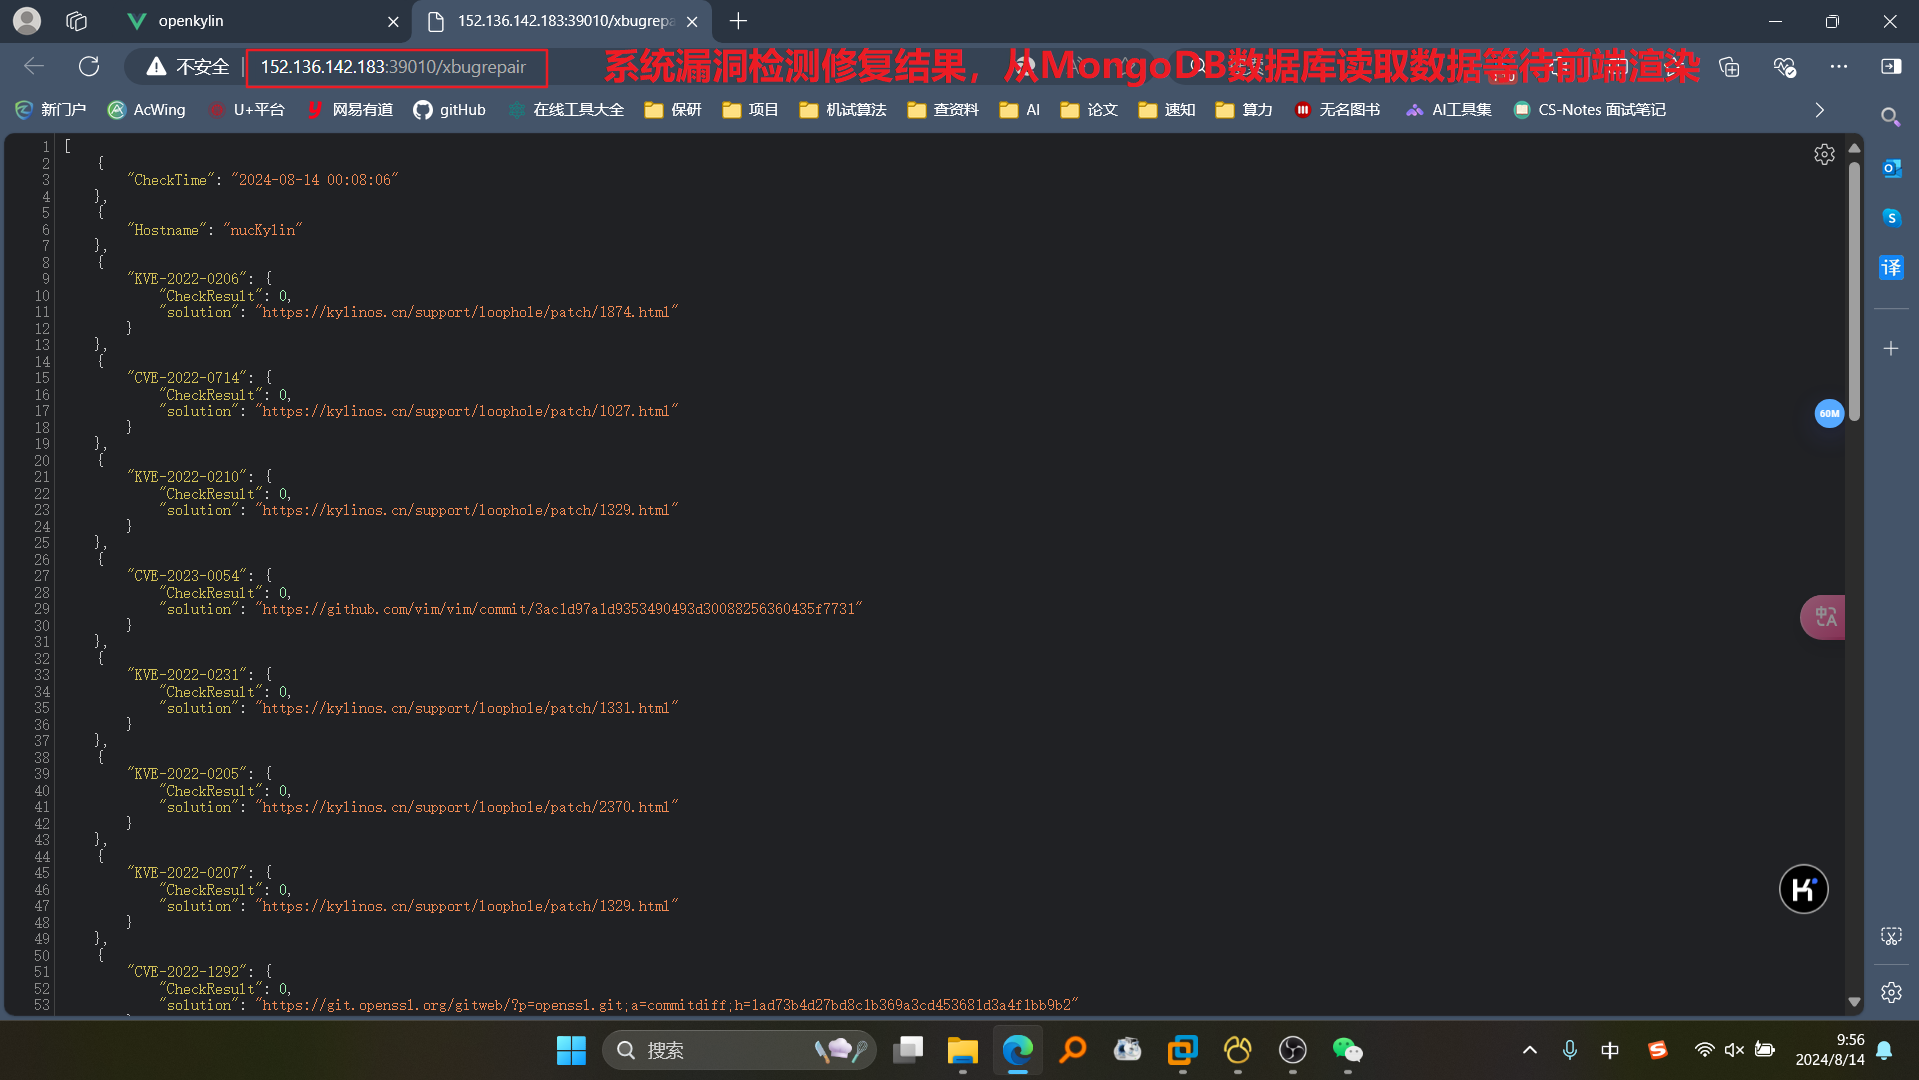 openkylin
152.136.142.183:39010/xbugrepa
不安全
152.136.142.183:39010/xbugrepair
系统漏洞检测修复结果，从MongoDB数据库读取数据等待前端渲染
新门户
AcWing
U+平台
网易有道
gitHub
在线工具大全
保研
项目
机试算法
查资料
AI
论文
速知
算力
无名图书
AI工具集
CS-Notes 面试笔记
1 [
2 {
3 "CheckTime": "2024-08-14 00:08:06"
4 },
5 {
6 "Hostname": "nucKylin"
7 },
8 {
9 "KVE-2022-0206": {
10 "CheckResult": 0,
11 "solution": "https://kylinos.cn/support/loophole/patch/1874.html"
12 }
13 },
14 {
15 "CVE-2022-0714": {
16 "CheckResult": 0,
17 "solution": "https://kylinos.cn/support/loophole/patch/1027.html"
18 }
19 },
20 {
21 "KVE-2022-0210": {
22 "CheckResult": 0,
23 "solution": "https://kylinos.cn/support/loophole/patch/1329.html"
24 }
25 },
26 {
27 "CVE-2023-0054": {
28 "CheckResult": 0,
29 "solution": "https://github.com/vim/vim/commit/3ac1d97a1d9353490493d30088256360435f7731"
30 }
31 },
32 {
33 "KVE-2022-0231": {
34 "CheckResult": 0,
35 "solution": "https://kylinos.cn/support/loophole/patch/1331.html"
36 }
37 },
38 {
39 "KVE-2022-0205": {
40 "CheckResult": 0,
41 "solution": "https://kylinos.cn/support/loophole/patch/2370.html"
42 }
43 },
44 {
45 "KVE-2022-0207": {
46 "CheckResult": 0,
47 "solution": "https://kylinos.cn/support/loophole/patch/1329.html"
48 }
49 },
50 {
51 "CVE-2022-1292": {
52 "CheckResult": 0,
53 "solution": "https://git.openssl.org/gitweb/?p=openssl.git;a=commitdiff;h=1ad73b4d27bd8c1b369a3cd453681d3a4f1bb9b2"
译
60M
搜索
中
9:56
2024/8/14